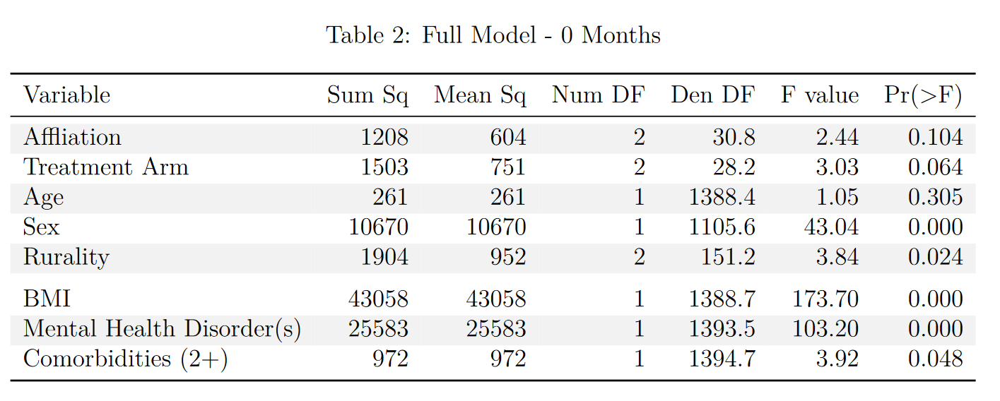 Table 2: Full Model - 0 Months
Variable Sum Sq Mean Sq Num DF Den DF F value Pr(>F)
Affliation 1208 604 2 30.8 2.44 0.104
Treatment Arm 1503 751 2 28.2 3.03 0.064
Age 261 261 1 1388.4 1.05 0.305
Sex 10670 10670 1 1105.6 43.04 0.000
Rurality 1904 952 2 151.2 3.84 0.024
BMI 43058 43058 1 1388.7 173.70 0.000
Mental Health Disorder(s) 25583 25583 1 1393.5 103.20 0.000
Comorbidities (2+) 972 972 1 1394.7 3.92 0.048